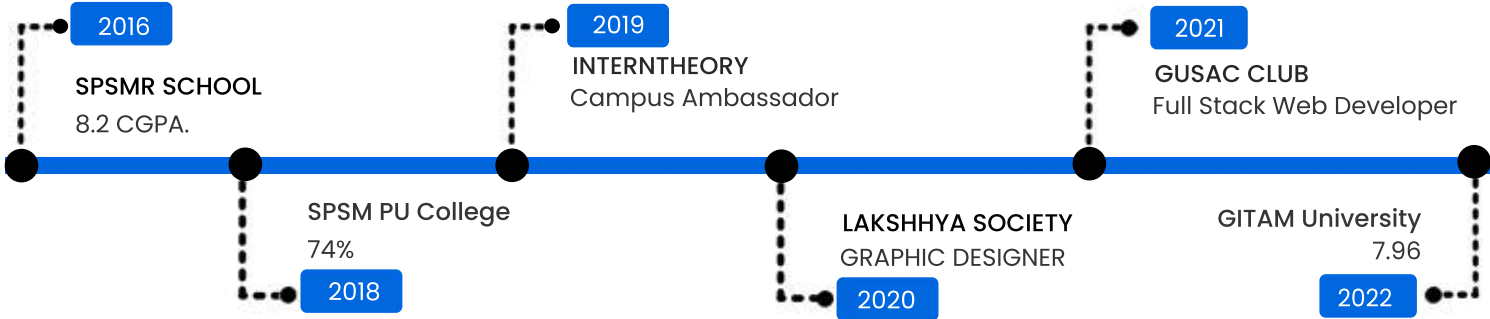 2016
SPSMR SCHOOL
8.2 CGPA.
SPSM PU College
74%
2018
2019
INTERNTHEORY
Campus Ambassador
LAKSHHYA SOCIETY
GRAPHIC DESIGNER
2020
2021
GUSAC CLUB
Full Stack Web Developer
GITAM University
7.96
2022